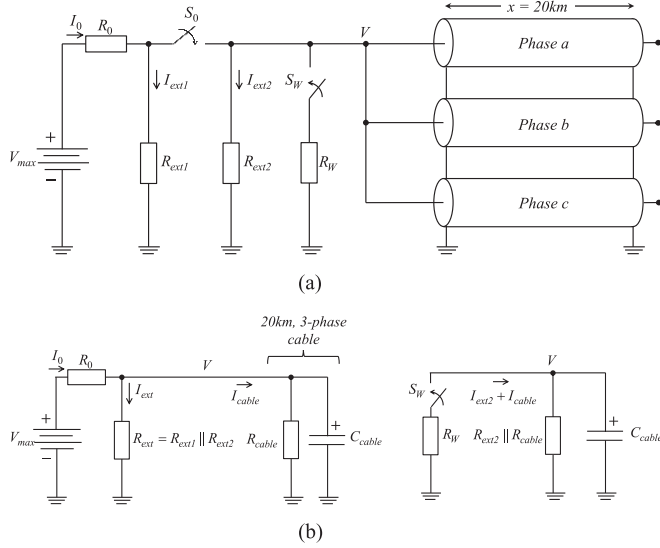 x = 20km
I0 R0 S0 V Phase a
Iext1 Iext2 SW
+ Vmax − Rext1 Rext2 RW Phase b
Phase c
(a)
20km, 3-phase
cable
I0 R0 V V
Iext Icable SW Iext2 + Icable
+ Vmax − Rext = Rext1 || Rext2 Rcable + Ccable RW Rext2 || Rcable + Ccable
(b)